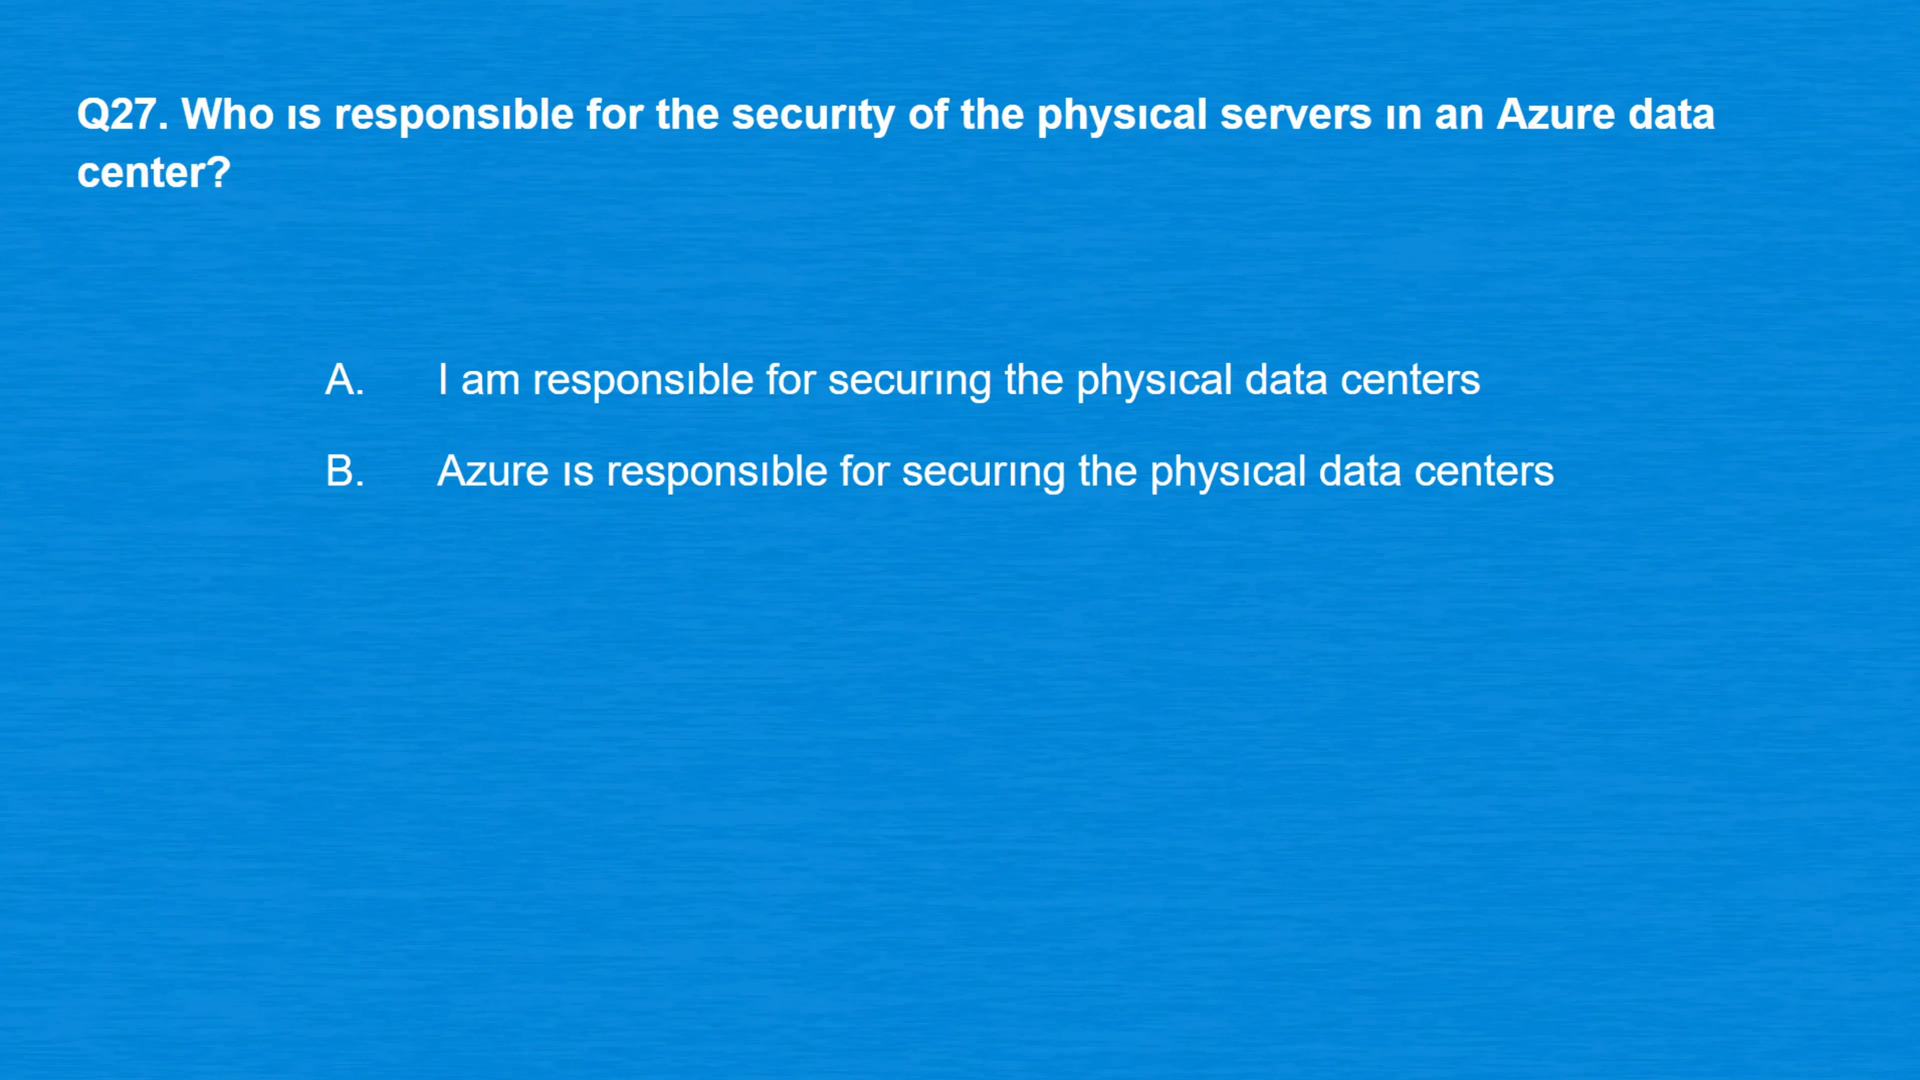 Q27. Who is responsible for the security of the physical servers in an Azure data
center?
A. I am responsible for securing the physical data centers
B. Azure is responsible for securing the physical data centers